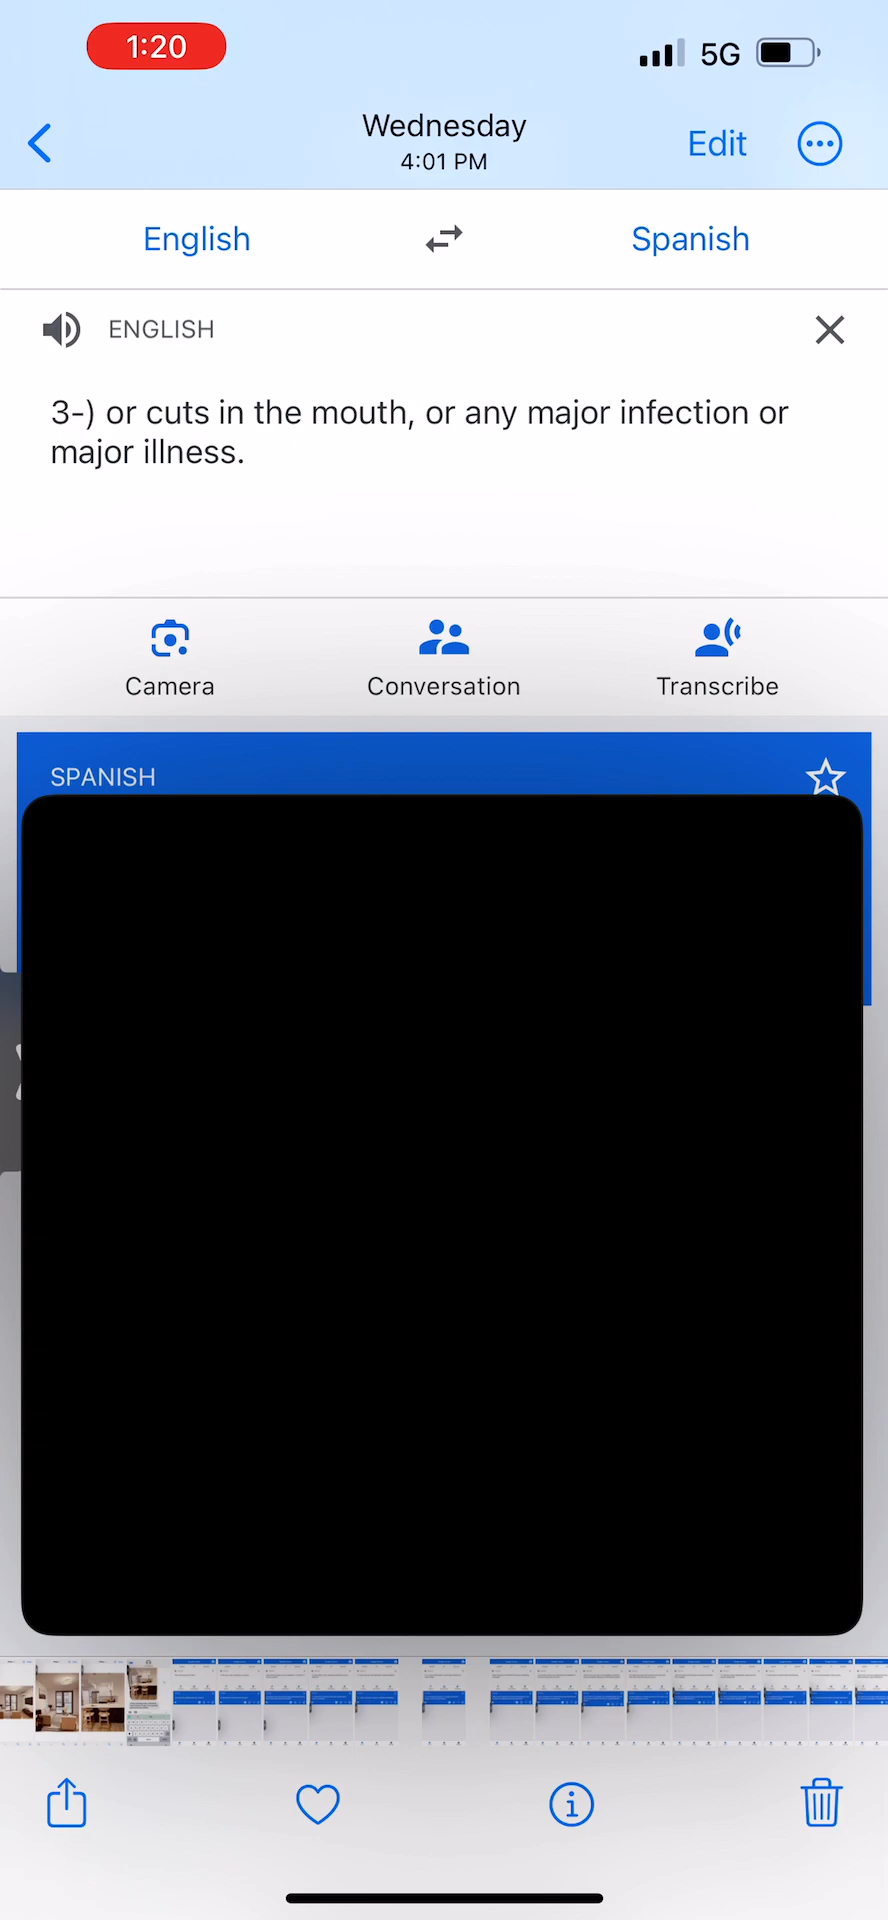 1:20
5G
Wednesday
4:01 PM
Edit
English
Spanish
ENGLISH
3-) or cuts in the mouth, or any major infection or
major illness.
Camera
Conversation
Transcribe
SPANISH